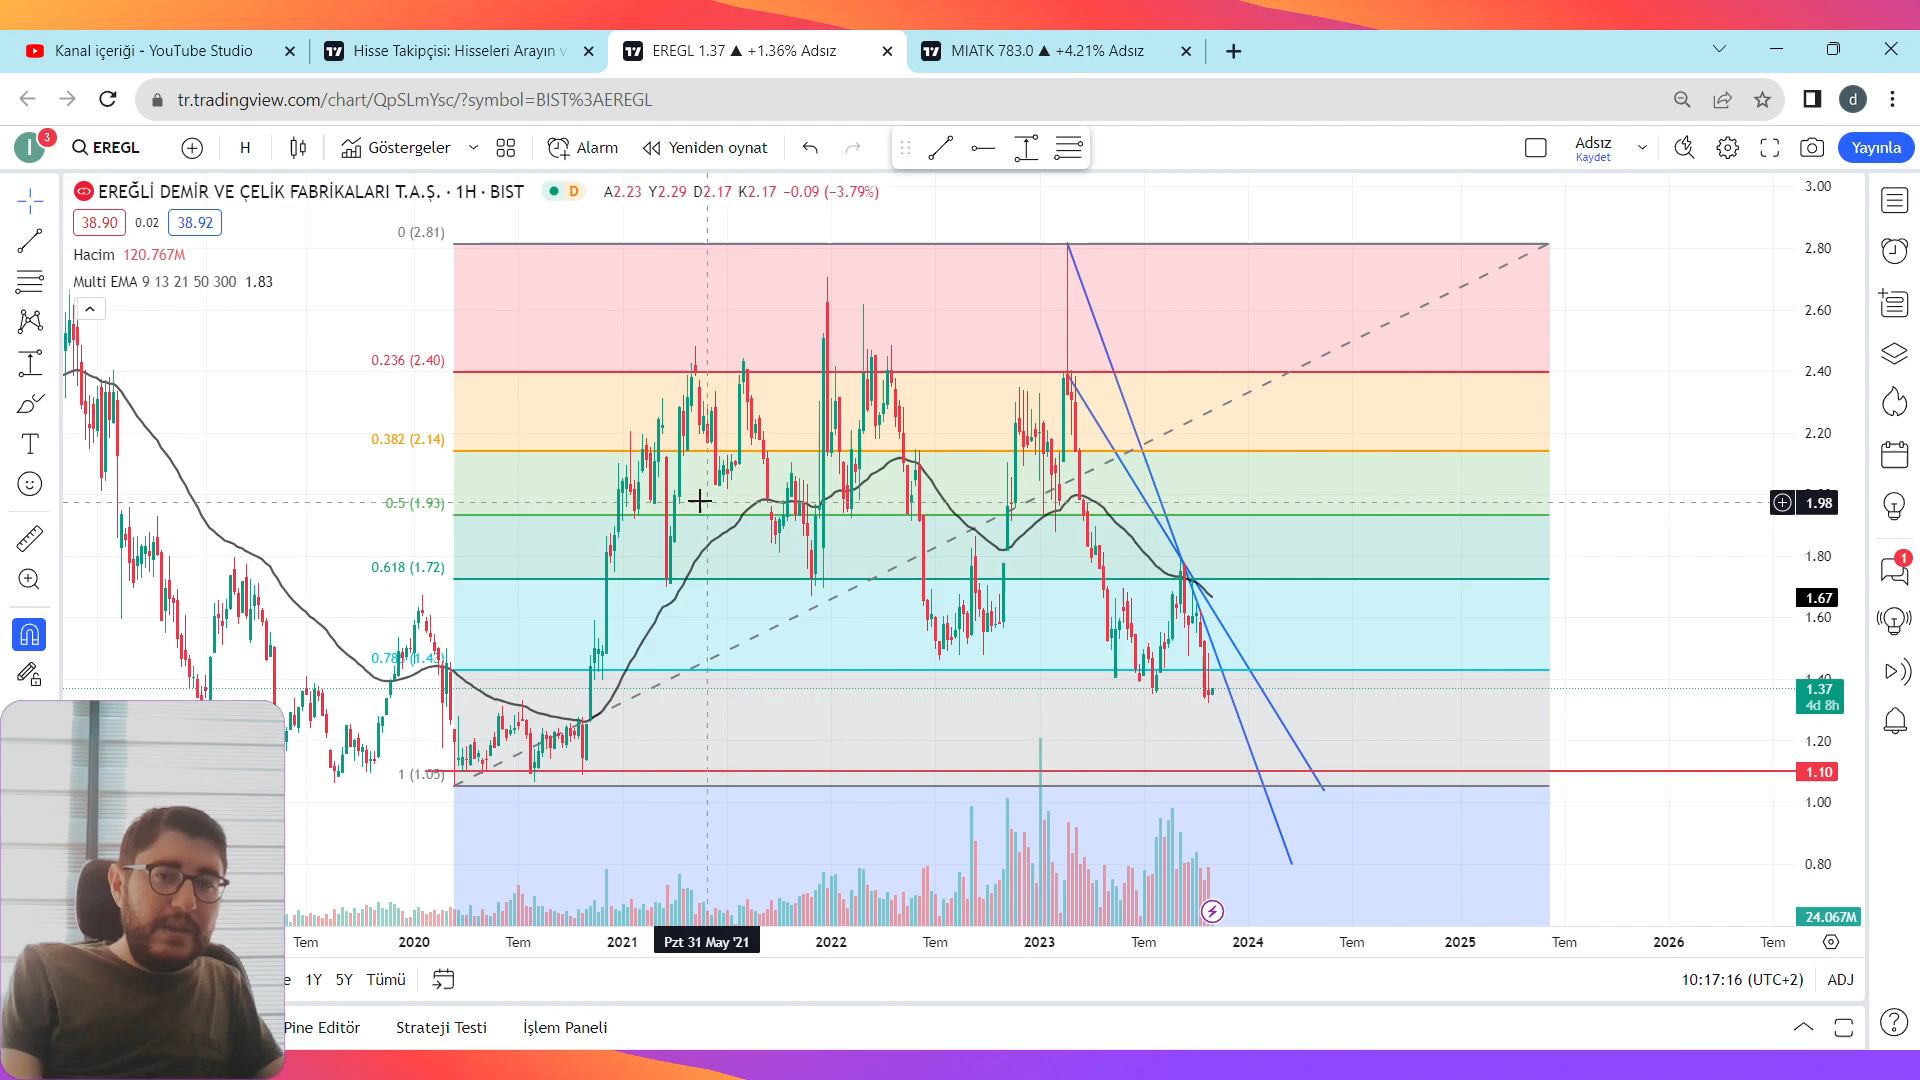 Kanal içeriği - YouTube Studio
Hisse Takipçisi: Hisseleri Arayın v
EREGL 1.37 ▲ +1.36% Adsız
MIATK 783.0 ▲ +4.21% Adsız
tr.tradingview.com/chart/QpSLmYsc/?symbol=BIST%3AEREGL
d
I
3
EREGL
H
Göstergeler
Alarm
Yeniden oynat
Adsız
Kaydet
Yayınla
EREĞLİ DEMİR VE ÇELİK FABRİKALARI T.A.Ş. · 1H · BIST
D
A2.23 Y2.29 D2.17 K2.17 −0.09 (−3.79%)
38.90
0.02
38.92
Hacim 120.767M
Multi EMA 9 13 21 50 300 1.83
0 (2.81)
0.236 (2.40)
0.382 (2.14)
0.5 (1.93)
0.618 (1.72)
1 (1.05)
3.00
2.80
2.60
2.40
2.20
1.98
1.80
1.67
1.60
1.37
4d 8h
1.20
1.10
1.00
0.80
24.067M
1
Tem
2020
Tem
2021
Pzt 31 May '21
2022
Tem
2023
Tem
2024
Tem
2025
Tem
2026
Tem
1Y
5Y
Tümü
10:17:16 (UTC+2)
ADJ
Pine Editör
Strateji Testi
İşlem Paneli